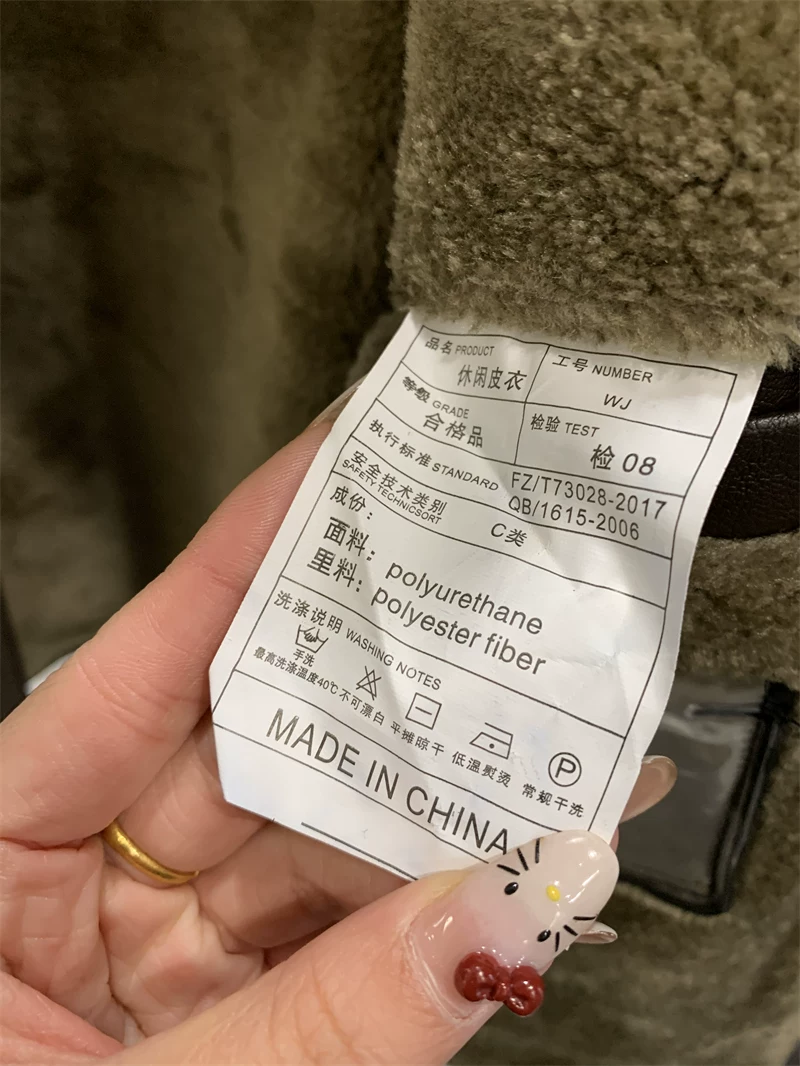 品名 PRODUCT
休闲皮衣
工号 NUMBER
WJ
等级 GRADE
合格品
检验 TEST
检 08
执行标准 STANDARD
FZ/T73028-2017
QB/1615-2006
安全技术类别
SAFETY TECHNICSORT
C类
成份：
面料：polyurethane
里料：polyester fiber
洗涤说明 WASHING NOTES
手洗
最高洗涤温度40℃ 不可漂白 平摊晾干 低温熨烫 常规干洗
P
MADE IN CHINA